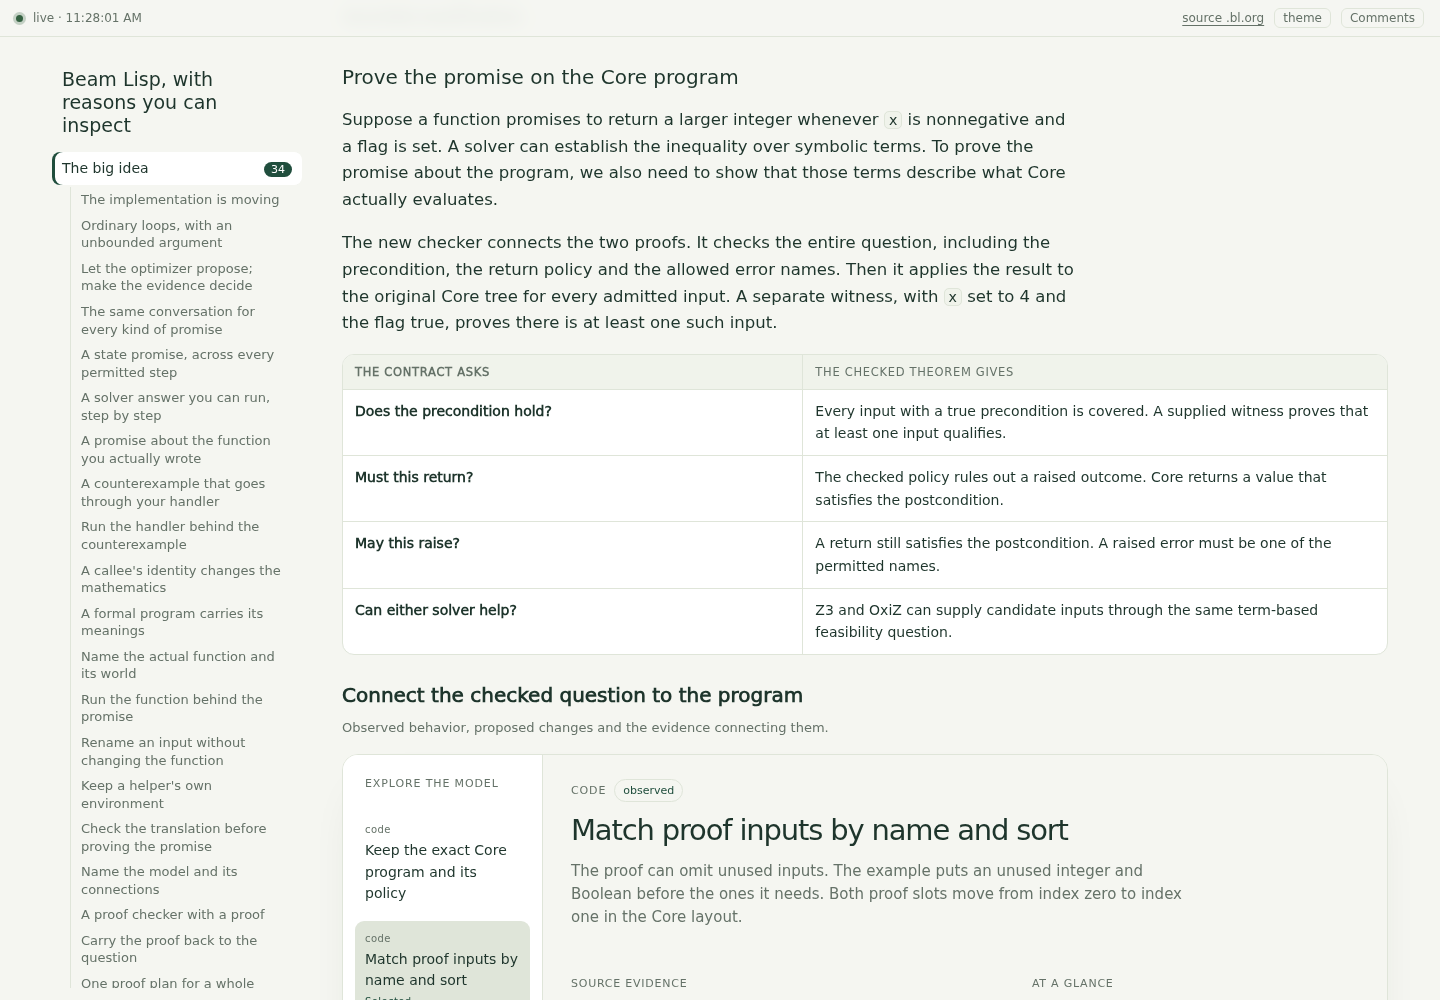 live · 11:28:01 AM
source .bl.org
theme
Comments
Beam Lisp, with
reasons you can
inspect
The big idea
34
The implementation is moving
Ordinary loops, with an
unbounded argument
Let the optimizer propose;
make the evidence decide
The same conversation for
every kind of promise
A state promise, across every
permitted step
A solver answer you can run,
step by step
A promise about the function
you actually wrote
A counterexample that goes
through your handler
Run the handler behind the
counterexample
A callee's identity changes the
mathematics
A formal program carries its
meanings
Name the actual function and
its world
Run the function behind the
promise
Rename an input without
changing the function
Keep a helper's own
environment
Check the translation before
proving the promise
Name the model and its
connections
A proof checker with a proof
Carry the proof back to the
question
One proof plan for a whole
Prove the promise on the Core program
Suppose a function promises to return a larger integer whenever x is nonnegative and
a flag is set. A solver can establish the inequality over symbolic terms. To prove the
promise about the program, we also need to show that those terms describe what Core
actually evaluates.
The new checker connects the two proofs. It checks the entire question, including the
precondition, the return policy and the allowed error names. Then it applies the result to
the original Core tree for every admitted input. A separate witness, with x set to 4 and
the flag true, proves there is at least one such input.
THE CONTRACT ASKS
THE CHECKED THEOREM GIVES
Does the precondition hold?
Every input with a true precondition is covered. A supplied witness proves that
at least one input qualifies.
Must this return?
The checked policy rules out a raised outcome. Core returns a value that
satisfies the postcondition.
May this raise?
A return still satisfies the postcondition. A raised error must be one of the
permitted names.
Can either solver help?
Z3 and OxiZ can supply candidate inputs through the same term-based
feasibility question.
Connect the checked question to the program
Observed behavior, proposed changes and the evidence connecting them.
EXPLORE THE MODEL
code
Keep the exact Core
program and its
policy
code
Match proof inputs by
name and sort
Selected
CODE
observed
Match proof inputs by name and sort
The proof can omit unused inputs. The example puts an unused integer and
Boolean before the ones it needs. Both proof slots move from index zero to index
one in the Core layout.
SOURCE EVIDENCE
AT A GLANCE